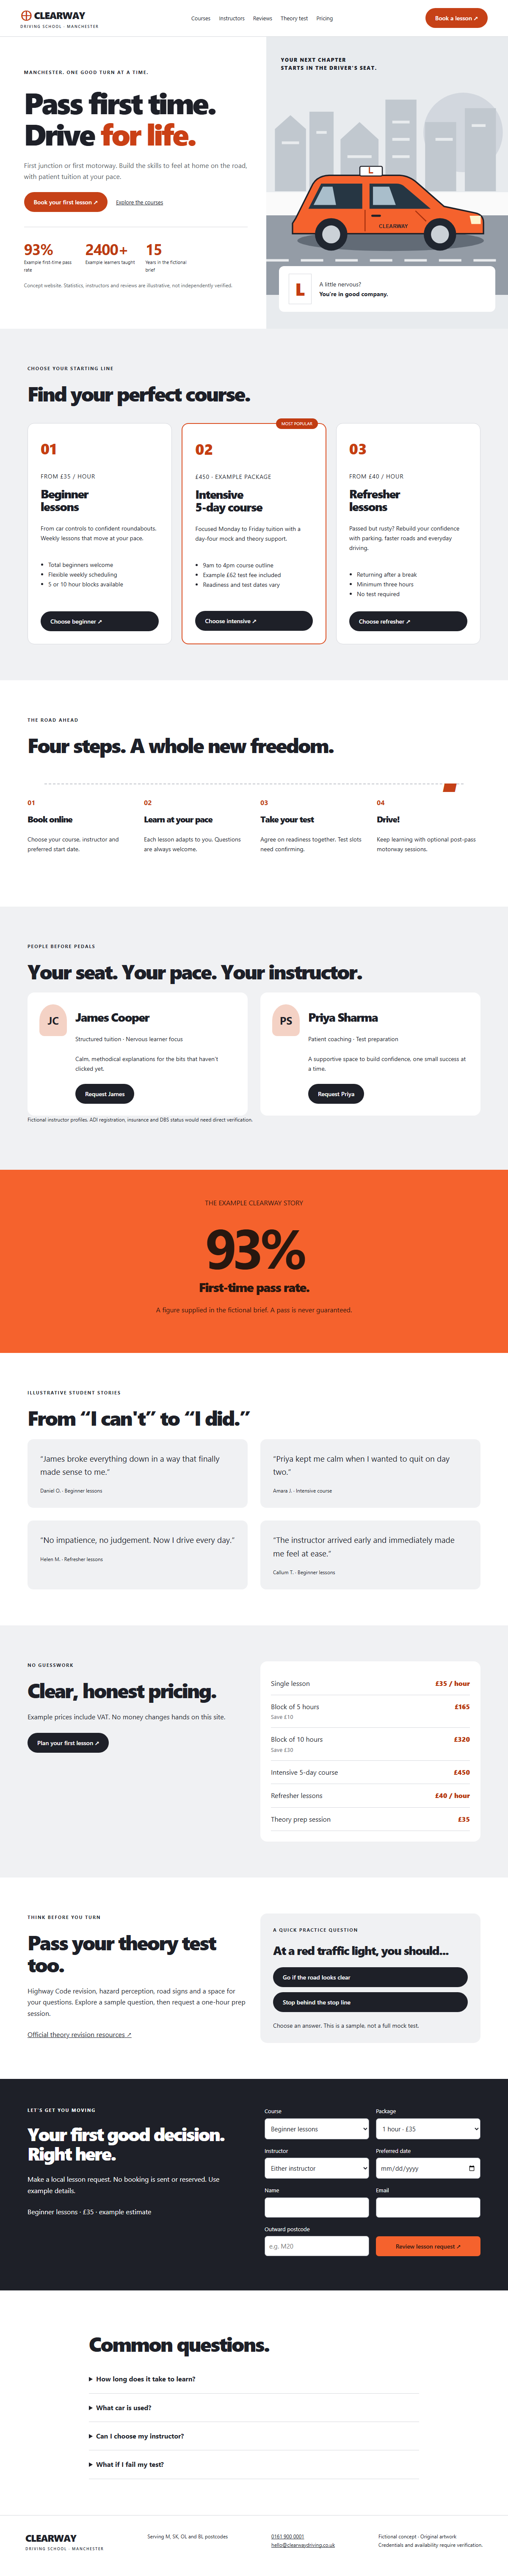 CLEARWAY
DRIVING SCHOOL · MANCHESTER
Courses Instructors Reviews Theory test Pricing
Book a lesson ↗
MANCHESTER. ONE GOOD TURN AT A TIME.
Pass first time.
Drive for life.
First junction or first motorway. Build the skills to feel at home on the road,
with patient tuition at your pace.
Book your first lesson ↗
Explore the courses
93%
Example first-time pass
rate
2400+
Example learners taught
15
Years in the fictional
brief
Concept website. Statistics, instructors and reviews are illustrative, not independently verified.
YOUR NEXT CHAPTER
STARTS IN THE DRIVER'S SEAT.
L
CLEARWAY
L
A little nervous?
You're in good company.
CHOOSE YOUR STARTING LINE
Find your perfect course.
01
FROM £35 / HOUR
Beginner
lessons
From car controls to confident roundabouts.
Weekly lessons that move at your pace.
Total beginners welcome
Flexible weekly scheduling
5 or 10 hour blocks available
Choose beginner ↗
MOST POPULAR
02
£450 · EXAMPLE PACKAGE
Intensive
5-day course
Focused Monday to Friday tuition with a
day-four mock and theory support.
9am to 4pm course outline
Example £62 test fee included
Readiness and test dates vary
Choose intensive ↗
03
FROM £40 / HOUR
Refresher
lessons
Passed but rusty? Rebuild your confidence
with parking, faster roads and everyday
driving.
Returning after a break
Minimum three hours
No test required
Choose refresher ↗
THE ROAD AHEAD
Four steps. A whole new freedom.
01
Book online
Choose your course, instructor and
preferred start date.
02
Learn at your pace
Each lesson adapts to you. Questions
are always welcome.
03
Take your test
Agree on readiness together. Test slots
need confirming.
04
Drive!
Keep learning with optional post-pass
motorway sessions.
PEOPLE BEFORE PEDALS
Your seat. Your pace. Your instructor.
JC
James Cooper
Structured tuition · Nervous learner focus
Calm, methodical explanations for the bits that haven't
clicked yet.
Request James
PS
Priya Sharma
Patient coaching · Test preparation
A supportive space to build confidence, one small success at
a time.
Request Priya
Fictional instructor profiles. ADI registration, insurance and DBS status would need direct verification.
THE EXAMPLE CLEARWAY STORY
93%
First-time pass rate.
A figure supplied in the fictional brief. A pass is never guaranteed.
ILLUSTRATIVE STUDENT STORIES
From “I can't” to “I did.”
“James broke everything down in a way that finally
made sense to me.”
Daniel O. · Beginner lessons
“Priya kept me calm when I wanted to quit on day
two.”
Amara J. · Intensive course
“No impatience, no judgement. Now I drive every day.”
Helen M. · Refresher lessons
“The instructor arrived early and immediately made
me feel at ease.”
Callum T. · Beginner lessons
NO GUESSWORK
Clear, honest pricing.
Example prices include VAT. No money changes hands on this site.
Plan your first lesson ↗
Single lesson £35 / hour
Block of 5 hours £165
Save £10
Block of 10 hours £320
Save £30
Intensive 5-day course £450
Refresher lessons £40 / hour
Theory prep session £35
THINK BEFORE YOU TURN
Pass your theory test
too.
Highway Code revision, hazard perception, road signs and a space for
your questions. Explore a sample question, then request a one-hour prep
session.
Official theory revision resources ↗
A QUICK PRACTICE QUESTION
At a red traffic light, you should...
Go if the road looks clear
Stop behind the stop line
Choose an answer. This is a sample, not a full mock test.
LET'S GET YOU MOVING
Your first good decision.
Right here.
Make a local lesson request. No booking is sent or reserved. Use
example details.
Beginner lessons · £35 · example estimate
Course
Beginner lessons
Package
1 hour · £35
Instructor
Either instructor
Preferred date
mm/dd/yyyy
Name
Email
Outward postcode
e.g. M20
Review lesson request ↗
Common questions.
How long does it take to learn?
What car is used?
Can I choose my instructor?
What if I fail my test?
CLEARWAY
DRIVING SCHOOL · MANCHESTER
Serving M, SK, OL and BL postcodes
0161 900 0001
hello@clearwaydriving.co.uk
Fictional concept · Original artwork
Credentials and availability require verification.